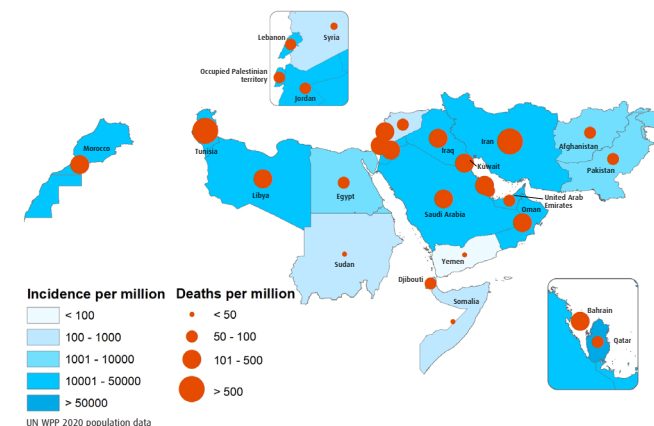 Lebanon
Syria
Occupied Palestinian
territory
Jordan
Morocco
Tunisia
Libya
Egypt
Iraq
Iran
Kuwait
Afghanistan
Pakistan
Saudi Arabia
United Arab
Emirates
Oman
Yemen
Sudan
Djibouti
Somalia
Bahrain
Qatar
Incidence per million
< 100
100 - 1000
1001 - 10000
10001 - 50000
> 50000
Deaths per million
< 50
50 - 100
101 - 500
> 500
UN WPP 2020 population data